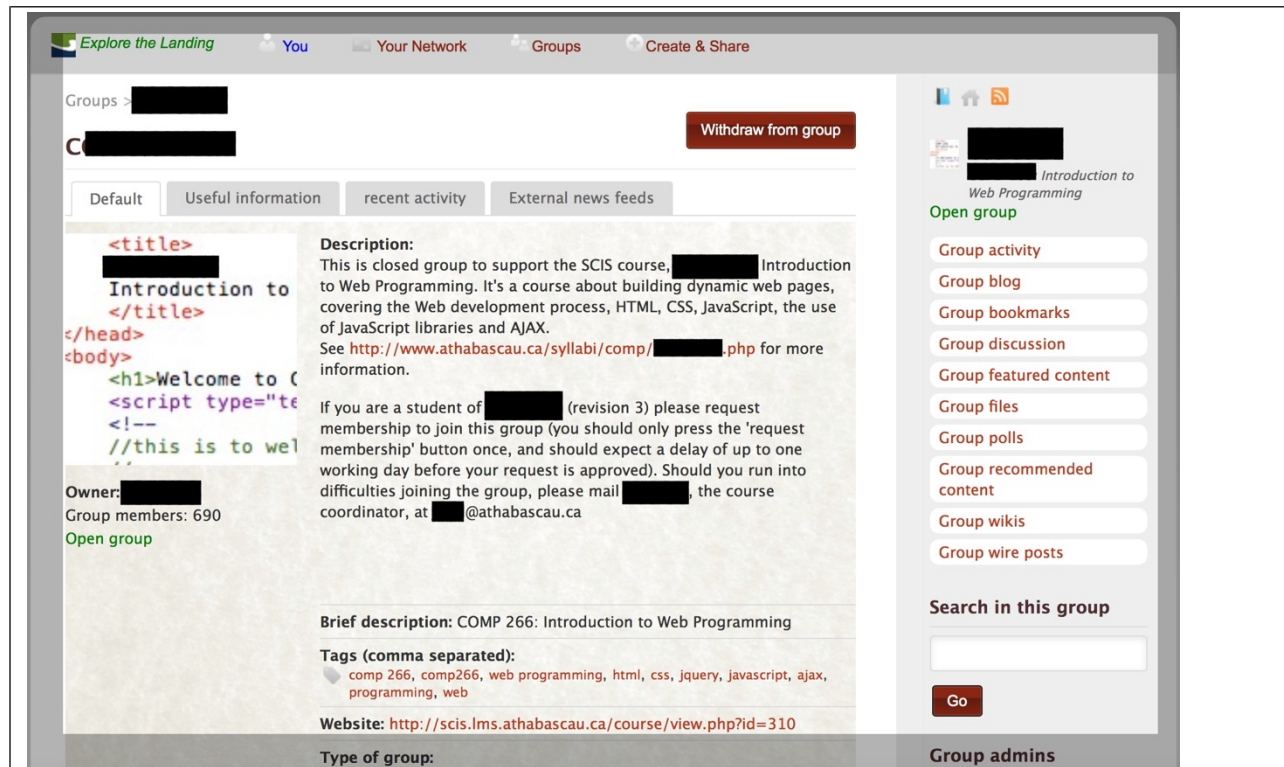 Explore the Landing You Your Network Groups Create & Share
Groups >
C
Withdraw from group
Default Useful information recent activity External news feeds
<title>
Introduction to
</title>
</head>
<body>
<h1>Welcome to
<script type="te
<!--
//this is to wel
Owner:
Group members: 690
Open group
Description:
This is closed group to support the SCIS course, Introduction
to Web Programming. It's a course about building dynamic web pages,
covering the Web development process, HTML, CSS, JavaScript, the use
of JavaScript libraries and AJAX.
See http://www.athabascau.ca/syllabi/comp/ .php for more
information.
If you are a student of (revision 3) please request
membership to join this group (you should only press the 'request
membership' button once, and should expect a delay of up to one
working day before your request is approved). Should you run into
difficulties joining the group, please mail , the course
coordinator, at @athabascau.ca
Brief description: COMP 266: Introduction to Web Programming
Tags (comma separated):
comp 266, comp266, web programming, html, css, jquery, javascript, ajax,
programming, web
Website: http://scis.lms.athabascau.ca/course/view.php?id=310
Type of group:
Introduction to
Web Programming
Open group
Group activity
Group blog
Group bookmarks
Group discussion
Group featured content
Group files
Group polls
Group recommended
content
Group wikis
Group wire posts
Search in this group
Go
Group admins